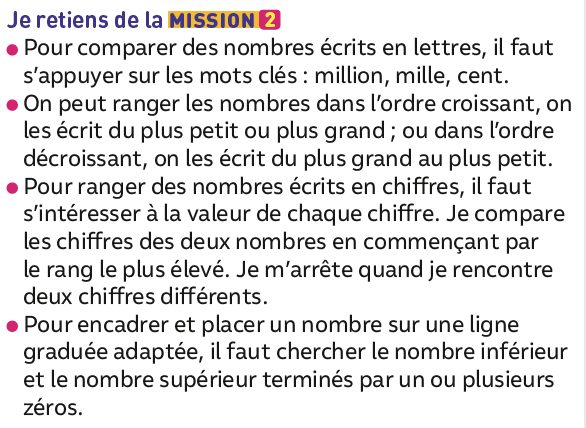 Je retiens de la MISSION 2
• Pour comparer des nombres écrits en lettres, il faut
s'appuyer sur les mots clés : million, mille, cent.
• On peut ranger les nombres dans l'ordre croissant, on
les écrit du plus petit ou plus grand ; ou dans l'ordre
décroissant, on les écrit du plus grand au plus petit.
• Pour ranger des nombres écrits en chiffres, il faut
s'intéresser à la valeur de chaque chiffre. Je compare
les chiffres des deux nombres en commençant par
le rang le plus élevé. Je m'arrête quand je rencontre
deux chiffres différents.
• Pour encadrer et placer un nombre sur une ligne
graduée adaptée, il faut chercher le nombre inférieur
et le nombre supérieur terminés par un ou plusieurs
zéros.